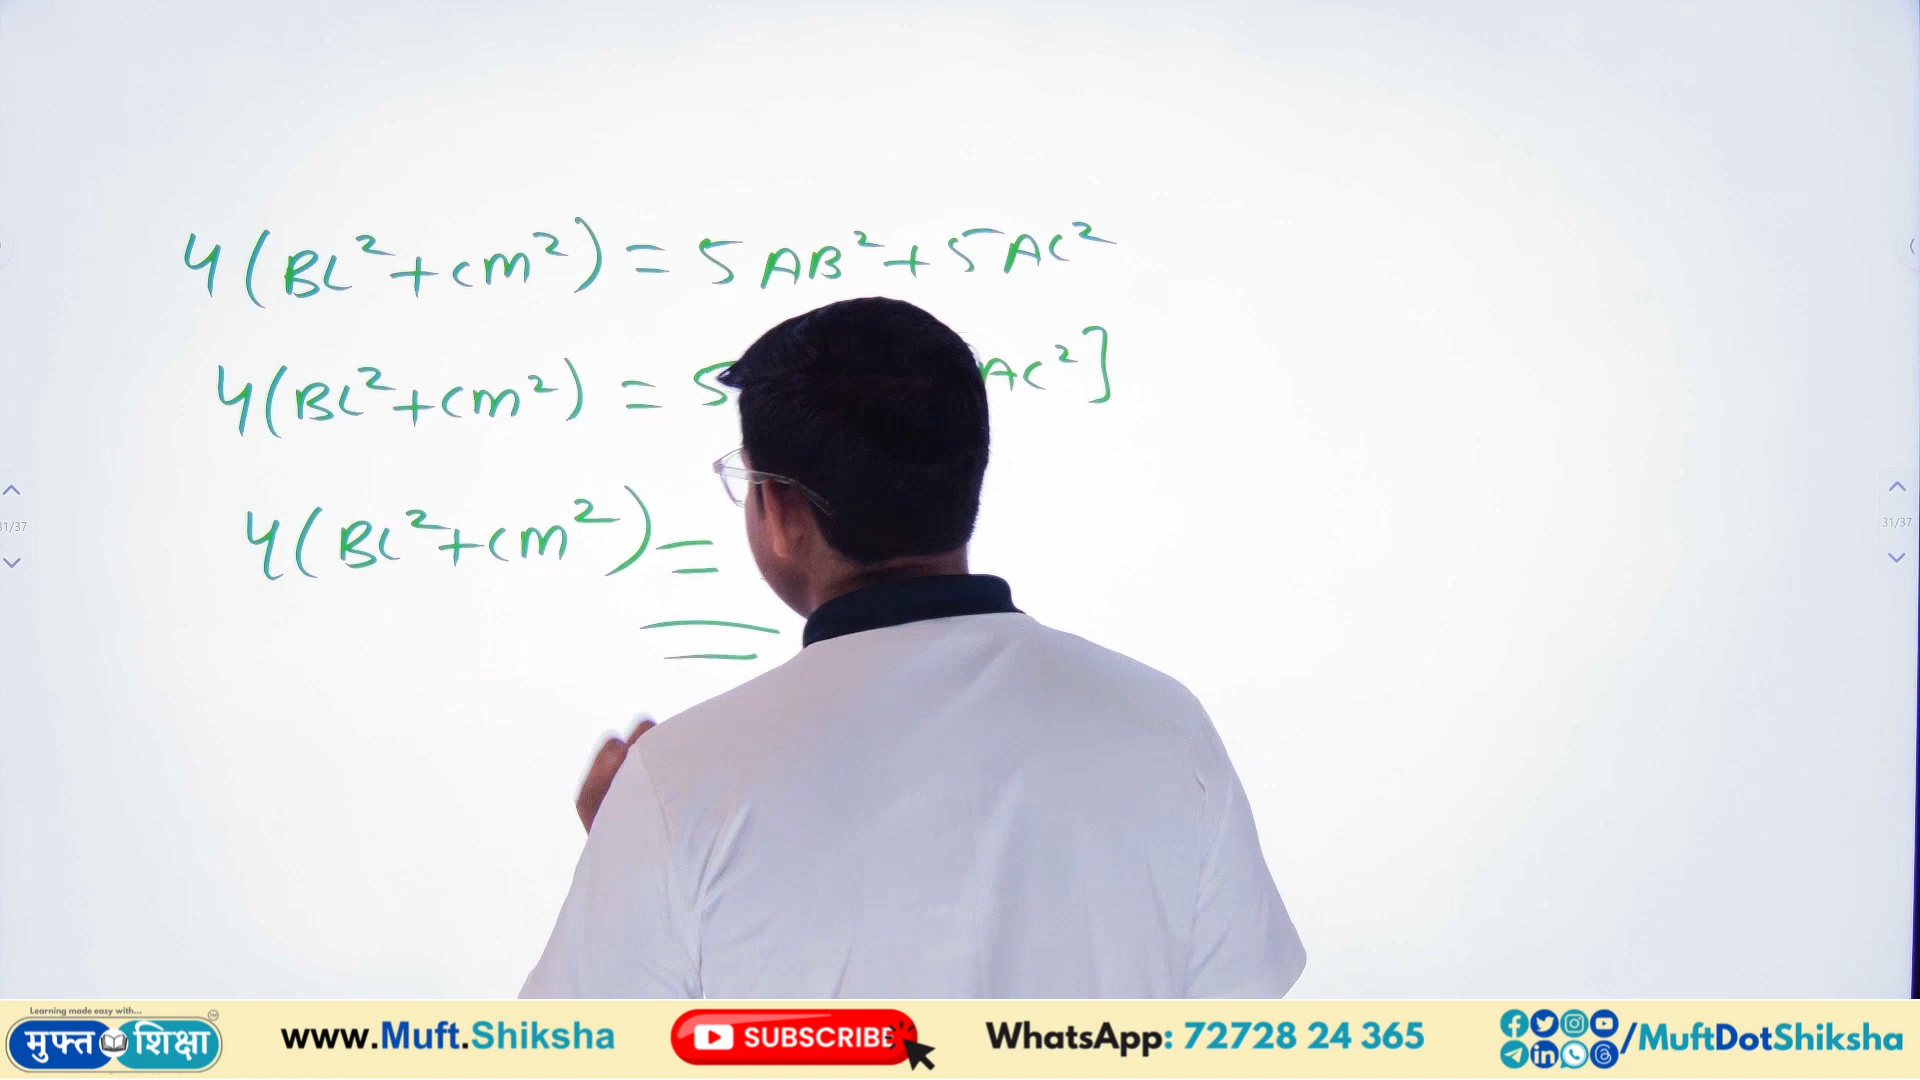 4(BL²+CM²) = 5AB²+5AC²
4(BL²+CM²) = 5 AC²]
4(BL²+CM²) =
31/37
31/37
Learning made easy with...
मुफ्त शिक्षा TM
www.Muft.Shiksha
SUBSCRIBE
WhatsApp: 72728 24 365
/MuftDotShiksha